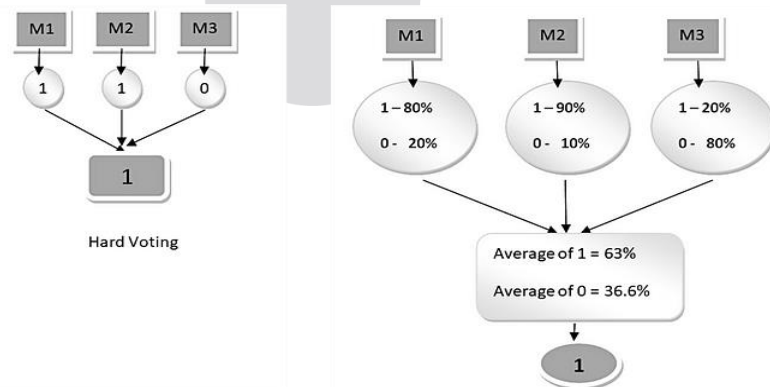 M1 M2 M3
1 1 0
1
Hard Voting
M1 M2 M3
1–80% 1–90% 1–20%
0- 20% 0- 10% 0- 80%
Average of 1 = 63%
Average of 0 = 36.6%
1